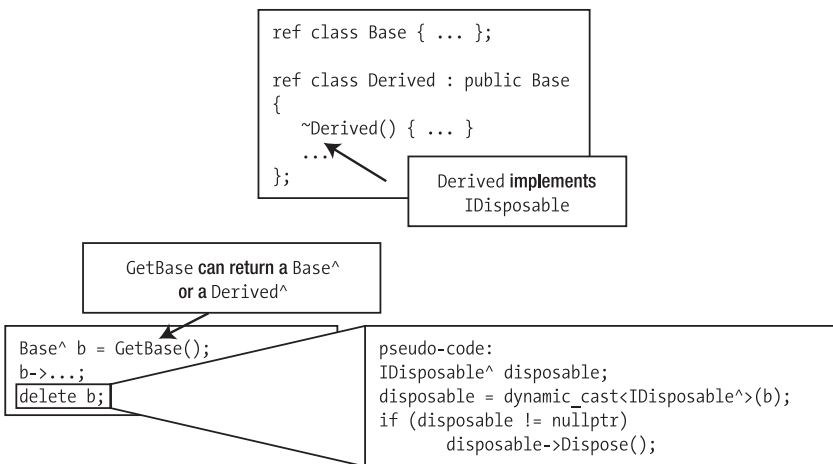 ref class Base { ... };
ref class Derived : public Base
{
~Derived() { ... }
...
};
Derived implements
IDisposable
GetBase can return a Base^
or a Derived^
Base^ b = GetBase();
b->...;
delete b;
pseudo-code:
IDisposable^ disposable;
disposable = dynamic_cast<IDisposable^>(b);
if (disposable != nullptr)
disposable->Dispose();